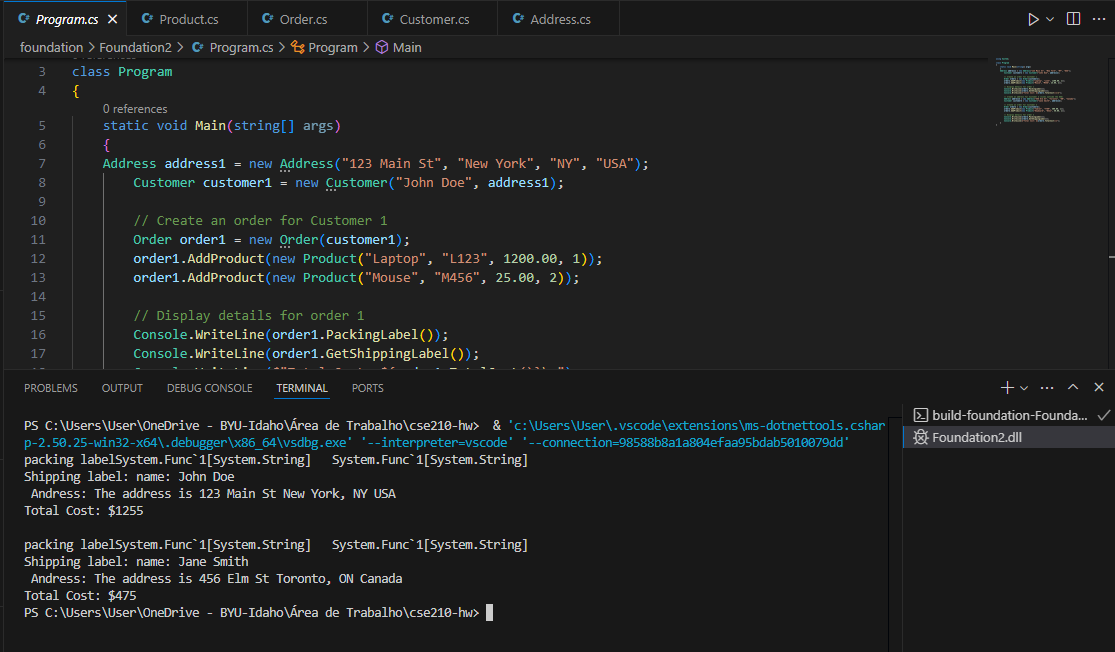 Program.cs
Product.cs
Order.cs
Customer.cs
Address.cs
foundation > Foundation2 > Program.cs > Program > Main
3 class Program
4 {
0 references
5 static void Main(string[] args)
6 {
7 Address address1 = new Address("123 Main St", "New York", "NY", "USA");
8 Customer customer1 = new Customer("John Doe", address1);
9
10 // Create an order for Customer 1
11 Order order1 = new Order(customer1);
12 order1.AddProduct(new Product("Laptop", "L123", 1200.00, 1));
13 order1.AddProduct(new Product("Mouse", "M456", 25.00, 2));
14
15 // Display details for order 1
16 Console.WriteLine(order1.PackingLabel());
17 Console.WriteLine(order1.GetShippingLabel());
PROBLEMS OUTPUT DEBUG CONSOLE TERMINAL PORTS
PS C:\Users\User\OneDrive - BYU-Idaho\Área de Trabalho\cse210-hw>  & 'c:\Users\User\.vscode\extensions\ms-dotnettools.cshar
p-2.50.25-win32-x64\.debugger\x86_64\vsdbg.exe' '--interpreter=vscode' '--connection=98588b8a1a804efaa95bdab5010079dd'
packing labelSystem.Func`1[System.String]   System.Func`1[System.String]
Shipping label: name: John Doe
Andress: The address is 123 Main St New York, NY USA
Total Cost: $1255
packing labelSystem.Func`1[System.String]   System.Func`1[System.String]
Shipping label: name: Jane Smith
Andress: The address is 456 Elm St Toronto, ON Canada
Total Cost: $475
PS C:\Users\User\OneDrive - BYU-Idaho\Área de Trabalho\cse210-hw>
build-foundation-Founda...
Foundation2.dll